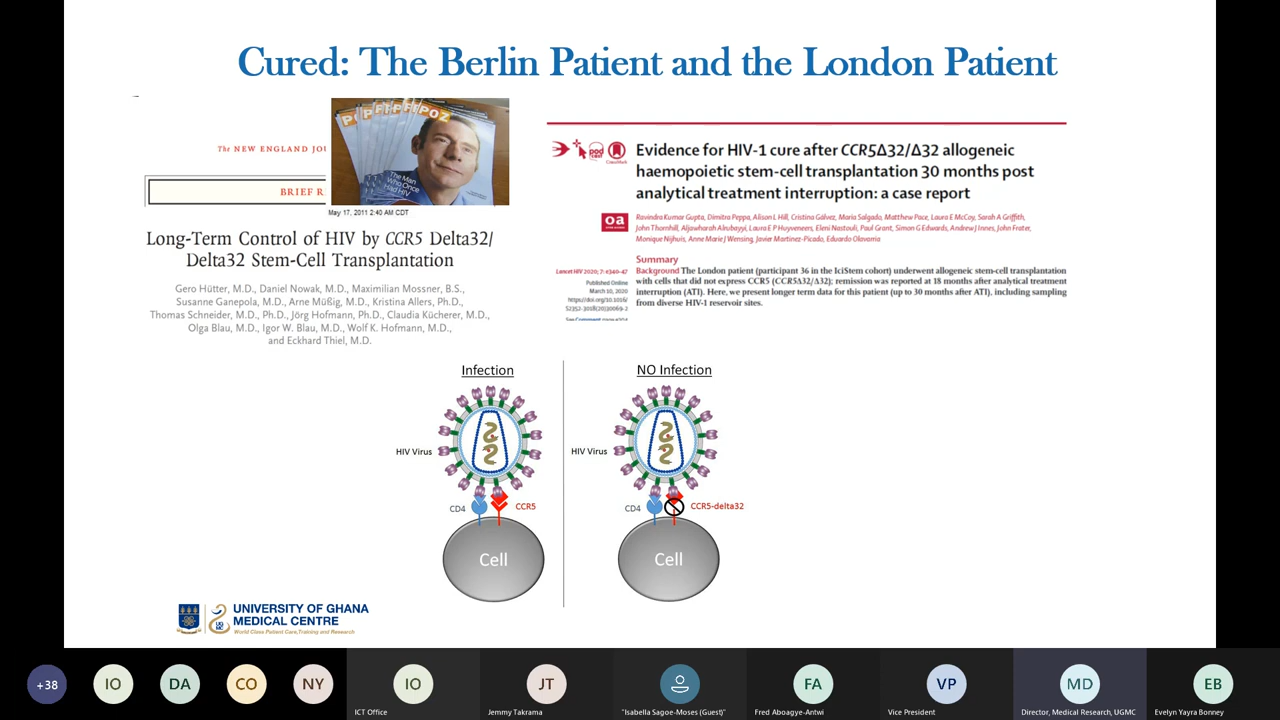 Cured: The Berlin Patient and the London Patient
The NEW ENGLAND JOU
BRIEF R
POZ
The Man
Who Once
Had HIV
May 17, 2011 2:40 AM CDT
Long-Term Control of HIV by CCR5 Delta32/
Delta32 Stem-Cell Transplantation
Gero Hütter, M.D., Daniel Nowak, M.D., Maximilian Mossner, B.S.,
Susanne Ganepola, M.D., Arne Müßig, M.D., Kristina Allers, Ph.D.,
Thomas Schneider, M.D., Ph.D., Jörg Hofmann, Ph.D., Claudia Kücherer, M.D.,
Olga Blau, M.D., Igor W. Blau, M.D., Wolf K. Hofmann, M.D.,
and Eckhard Thiel, M.D.
Evidence for HIV-1 cure after CCR5Δ32/Δ32 allogeneic
haemopoietic stem-cell transplantation 30 months post
analytical treatment interruption: a case report
oa
Ravindra Kumar Gupta, Dimitra Peppa, Alison L Hill, Cristina Gálvez, Maria Salgado, Matthew Pace, Laura E McCoy, Sarah A Griffith,
John Thornhill, Aljawharah Alrubayyi, Laura E P Huyveneers, Eleni Nastouli, Paul Grant, Simon G Edwards, Andrew J Innes, John Frater,
Monique Nijhuis, Anne Marie J Wensing, Javier Martinez-Picado, Eduardo Olavarria
Summary
Lancet HIV 2020; 7: e340–47
Published Online
March 10, 2020
https://doi.org/10.1016/
S2352-3018(20)30069-2
See Comment
Background The London patient (participant 36 in the IciStem cohort) underwent allogeneic stem-cell transplantation
with cells that did not express CCR5 (CCR5Δ32/Δ32); remission was reported at 18 months after analytical treatment
interruption (ATI). Here, we present longer term data for this patient (up to 30 months after ATI), including sampling
from diverse HIV-1 reservoir sites.
Infection
HIV Virus
CD4
CCR5
Cell
NO Infection
HIV Virus
CD4
CCR5-delta32
Cell
UNIVERSITY OF GHANA
MEDICAL CENTRE
World Class Patient Care, Training and Research
+38
IO
DA
CO
NY
IO
JT
FA
VP
MD
EB
ICT Office
Jemmy Takrama
"Isabella Sagoe-Moses (Guest)"
Fred Aboagye-Antwi
Vice President
Director, Medical Research, UGMC
Evelyn Yayra Bonney